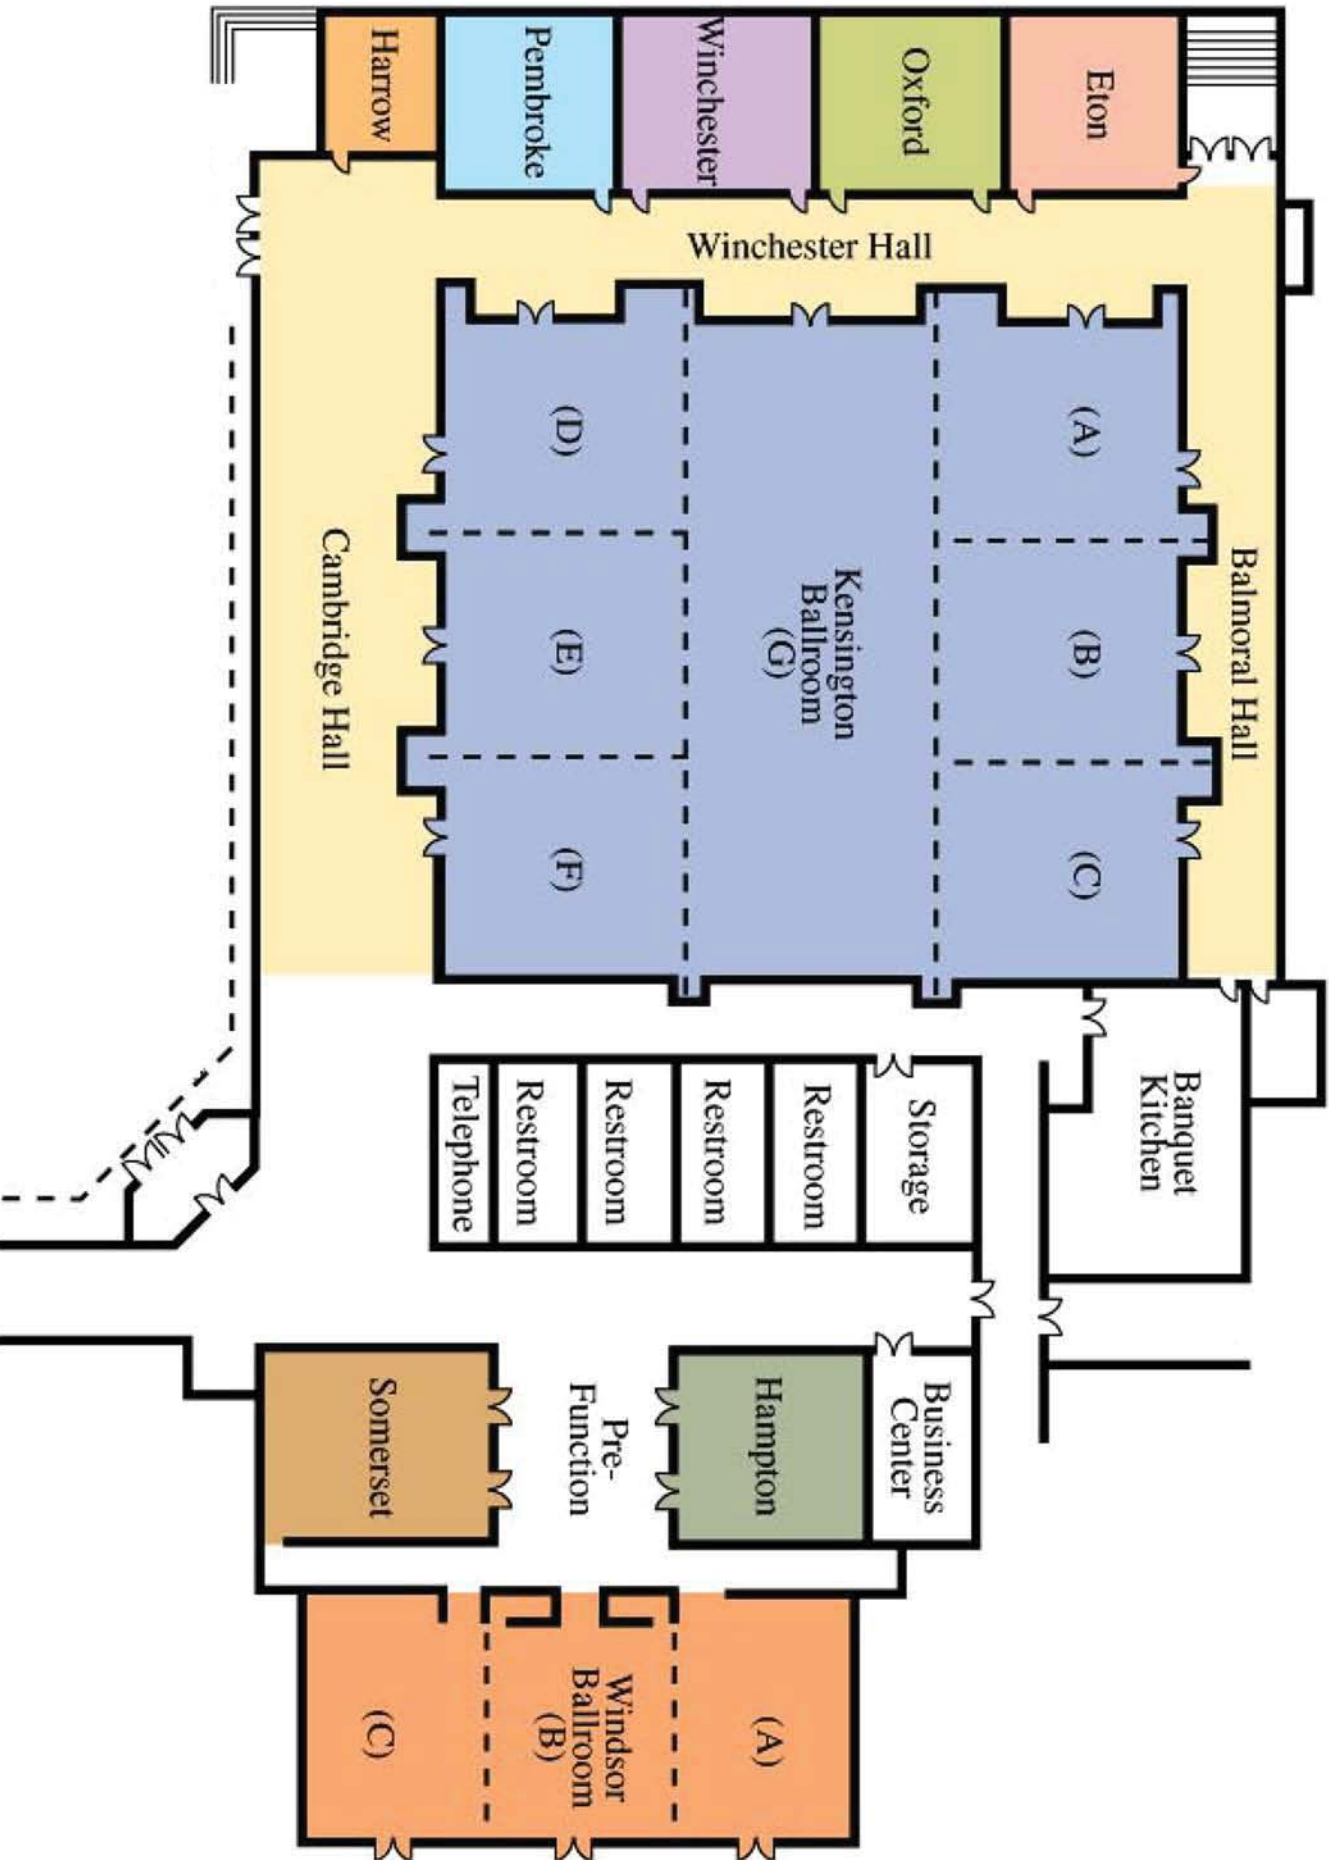 Harrow
Pembroke
Winchester
Oxford
Eton
Winchester Hall
(D)
(A)
Cambridge Hall
(E)
Kensington
Ballroom
(G)
(B)
Balmoral Hall
(F)
(C)
Telephone
Restroom
Restroom
Restroom
Restroom
Storage
Banquet
Kitchen
Somerset
Pre-
Function
Hampton
Business
Center
(C)
Windsor
Ballroom
(B)
(A)